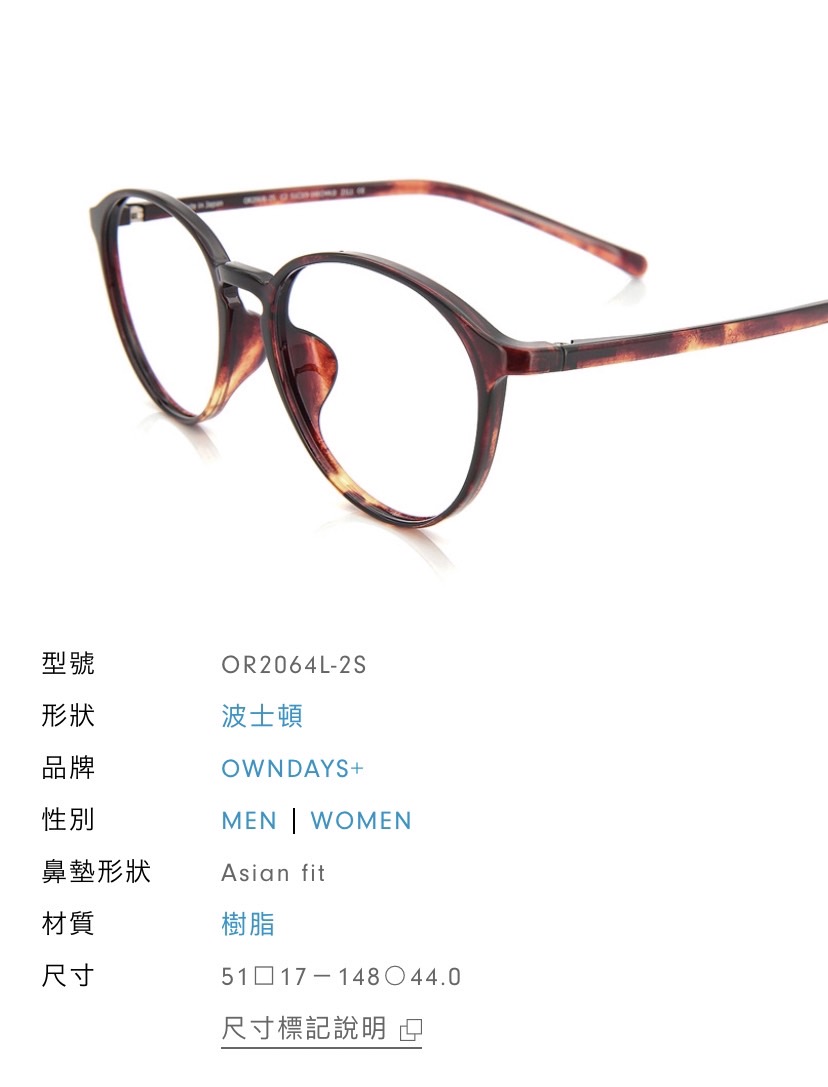 in Japan
型號 OR2064L-2S
形狀 波士頓
品牌 OWNDAYS+
性別 MEN | WOMEN
鼻墊形狀 Asian fit
材質 樹脂
尺寸 51□17－148○44.0
尺寸標記說明